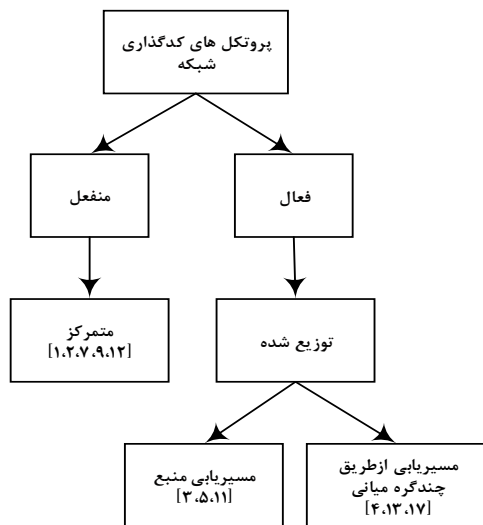 پروتکل های کدگذاری
شبکه
منفعل
فعال
متمرکز
[۱،۲،۷،۹،۱۲]
توزیع شده
مسیریابی منبع
[۳،۵،۱۱]
مسیریابی ازطریق
چندگره میانی
[۴،۱۳،۱۷]